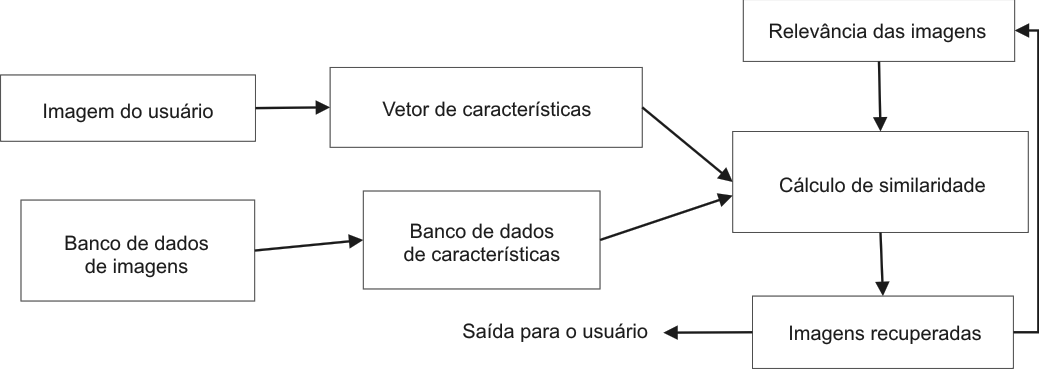 Relevância das imagens
Imagem do usuário
Vetor de características
Cálculo de similaridade
Banco de dados
de imagens
Banco de dados
de características
Saída para o usuário
Imagens recuperadas